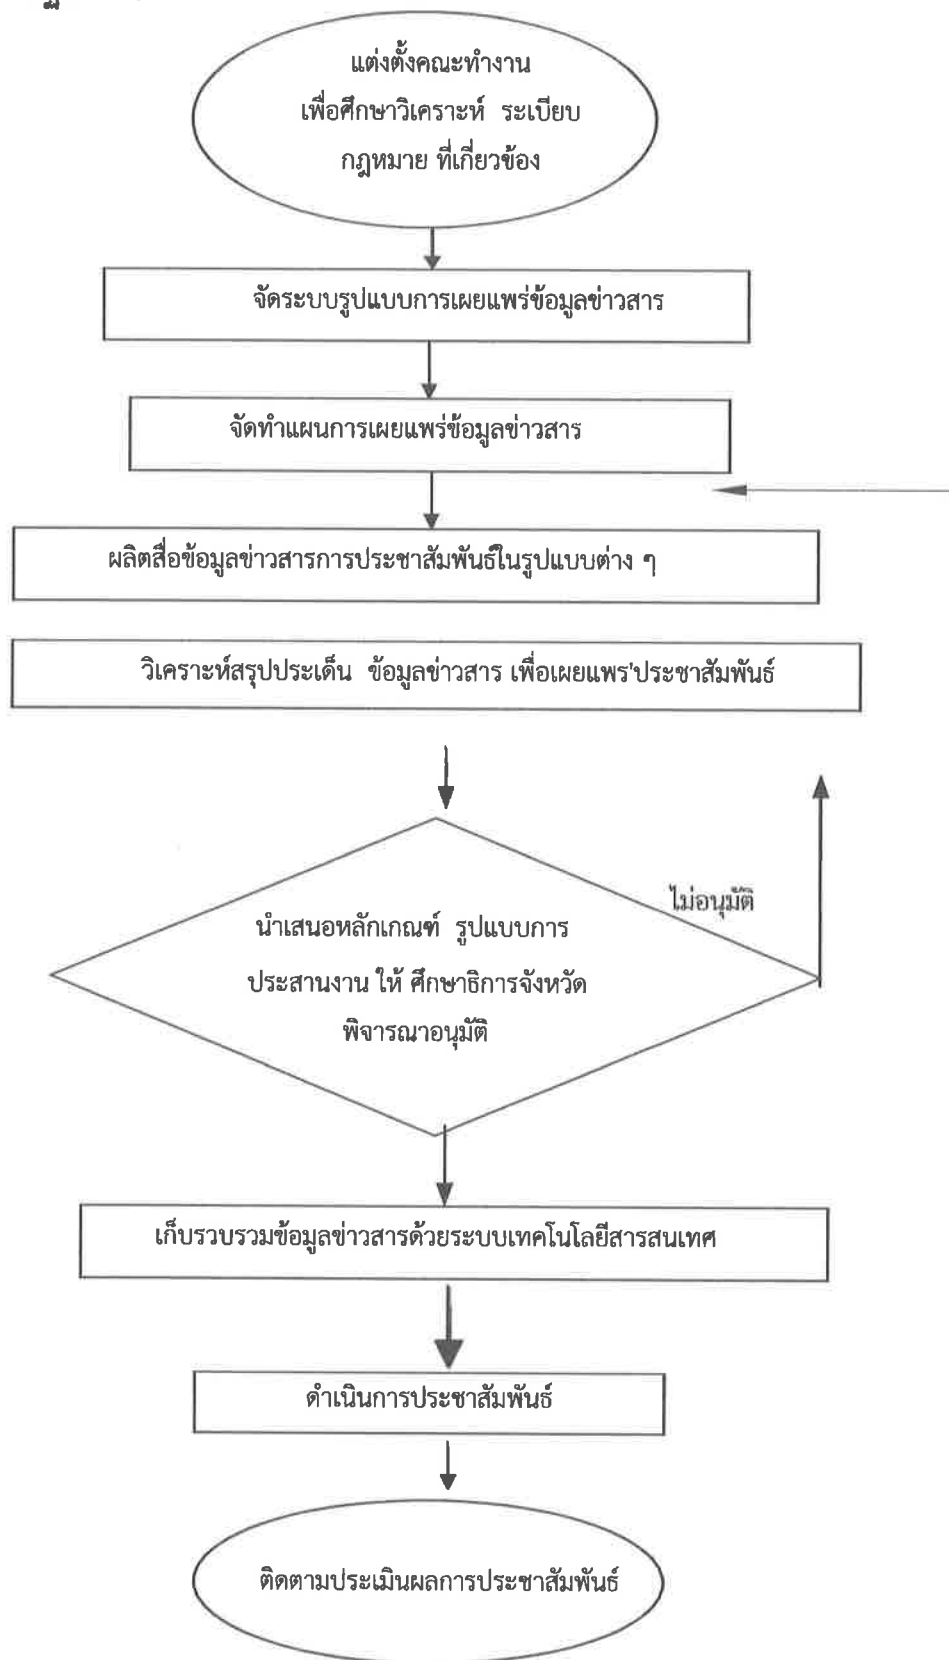 แต่งตั้งคณะทำงาน
เพื่อศึกษาวิเคราะห์ ระเบียบ
กฎหมาย ที่เกี่ยวข้อง
จัดระบบรูปแบบการเผยแพร่ข้อมูลข่าวสาร
จัดทำแผนการเผยแพร่ข้อมูลข่าวสาร
ผลิตสื่อข้อมูลข่าวสารการประชาสัมพันธ์ในรูปแบบต่าง ๆ
วิเคราะห์สรุปประเด็น ข้อมูลข่าวสาร เพื่อเผยแพร'ประชาสัมพันธ์
ไม่อนุมัติ
นำเสนอหลักเกณฑ์ รูปแบบการ
ประสานงาน ให้ ศึกษาธิการจังหวัด
พิจารณาอนุมัติ
เก็บรวบรวมข้อมูลข่าวสารด้วยระบบเทคโนโลยีสารสนเทศ
ดำเนินการประชาสัมพันธ์
ติดตามประเมินผลการประชาสัมพันธ์